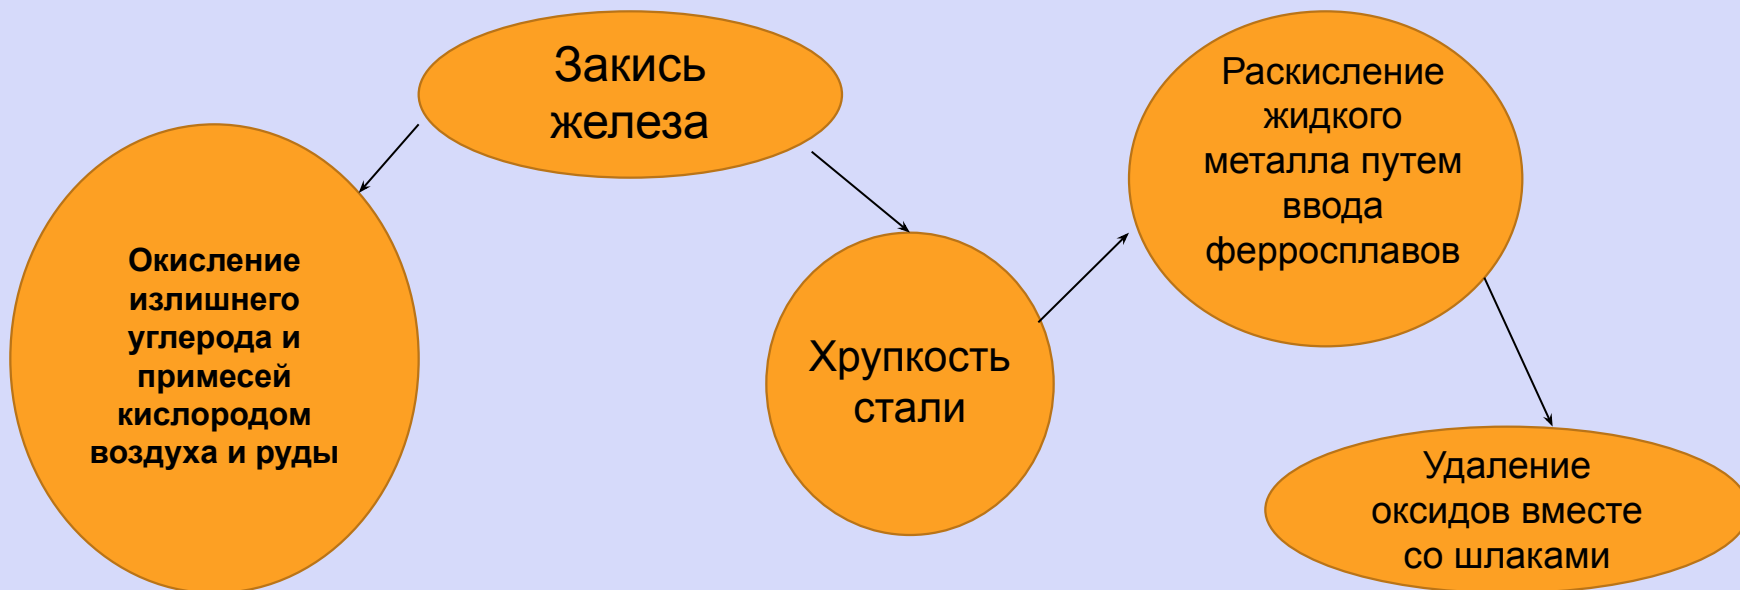 Закись
железа
Окисление
излишнего
углерода и
примесей
кислородом
воздуха и руды
Хрупкость
стали
Раскисление
жидкого
металла путем
ввода
ферросплавов
Удаление
оксидов вместе
со шлаками